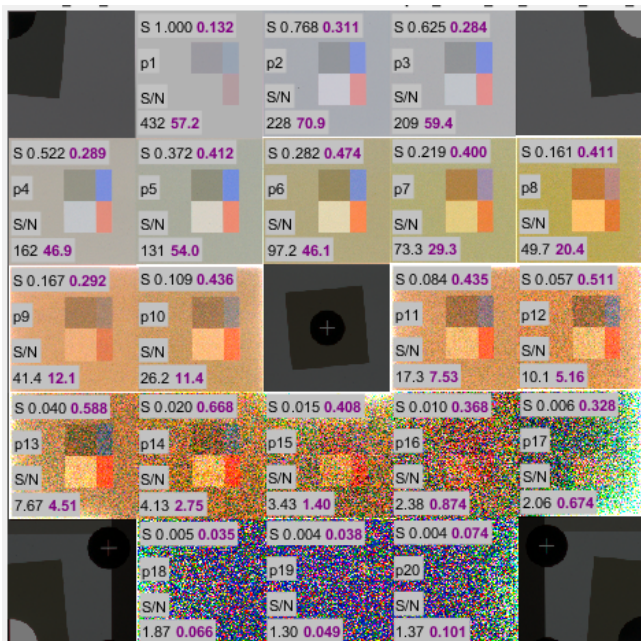 S 1.000 0.132
p1
S/N
432 57.2
S 0.768 0.311
p2
S/N
228 70.9
S 0.625 0.284
p3
S/N
209 59.4
S 0.522 0.289
p4
S/N
162 46.9
S 0.372 0.412
p5
S/N
131 54.0
S 0.282 0.474
p6
S/N
97.2 46.1
S 0.219 0.400
p7
S/N
73.3 29.3
S 0.161 0.411
p8
S/N
49.7 20.4
S 0.167 0.292
p9
S/N
41.4 12.1
S 0.109 0.436
p10
S/N
26.2 11.4
S 0.084 0.435
p11
S/N
17.3 7.53
S 0.057 0.511
p12
S/N
10.1 5.16
S 0.040 0.588
p13
S/N
7.67 4.51
S 0.020 0.668
p14
S/N
4.13 2.75
S 0.015 0.408
p15
S/N
3.43 1.40
S 0.010 0.368
p16
S/N
2.38 0.874
S 0.006 0.328
p17
S/N
2.06 0.674
S 0.005 0.035
p18
S/N
1.87 0.066
S 0.004 0.038
p19
S/N
1.30 0.049
S 0.004 0.074
p20
S/N
1.37 0.101